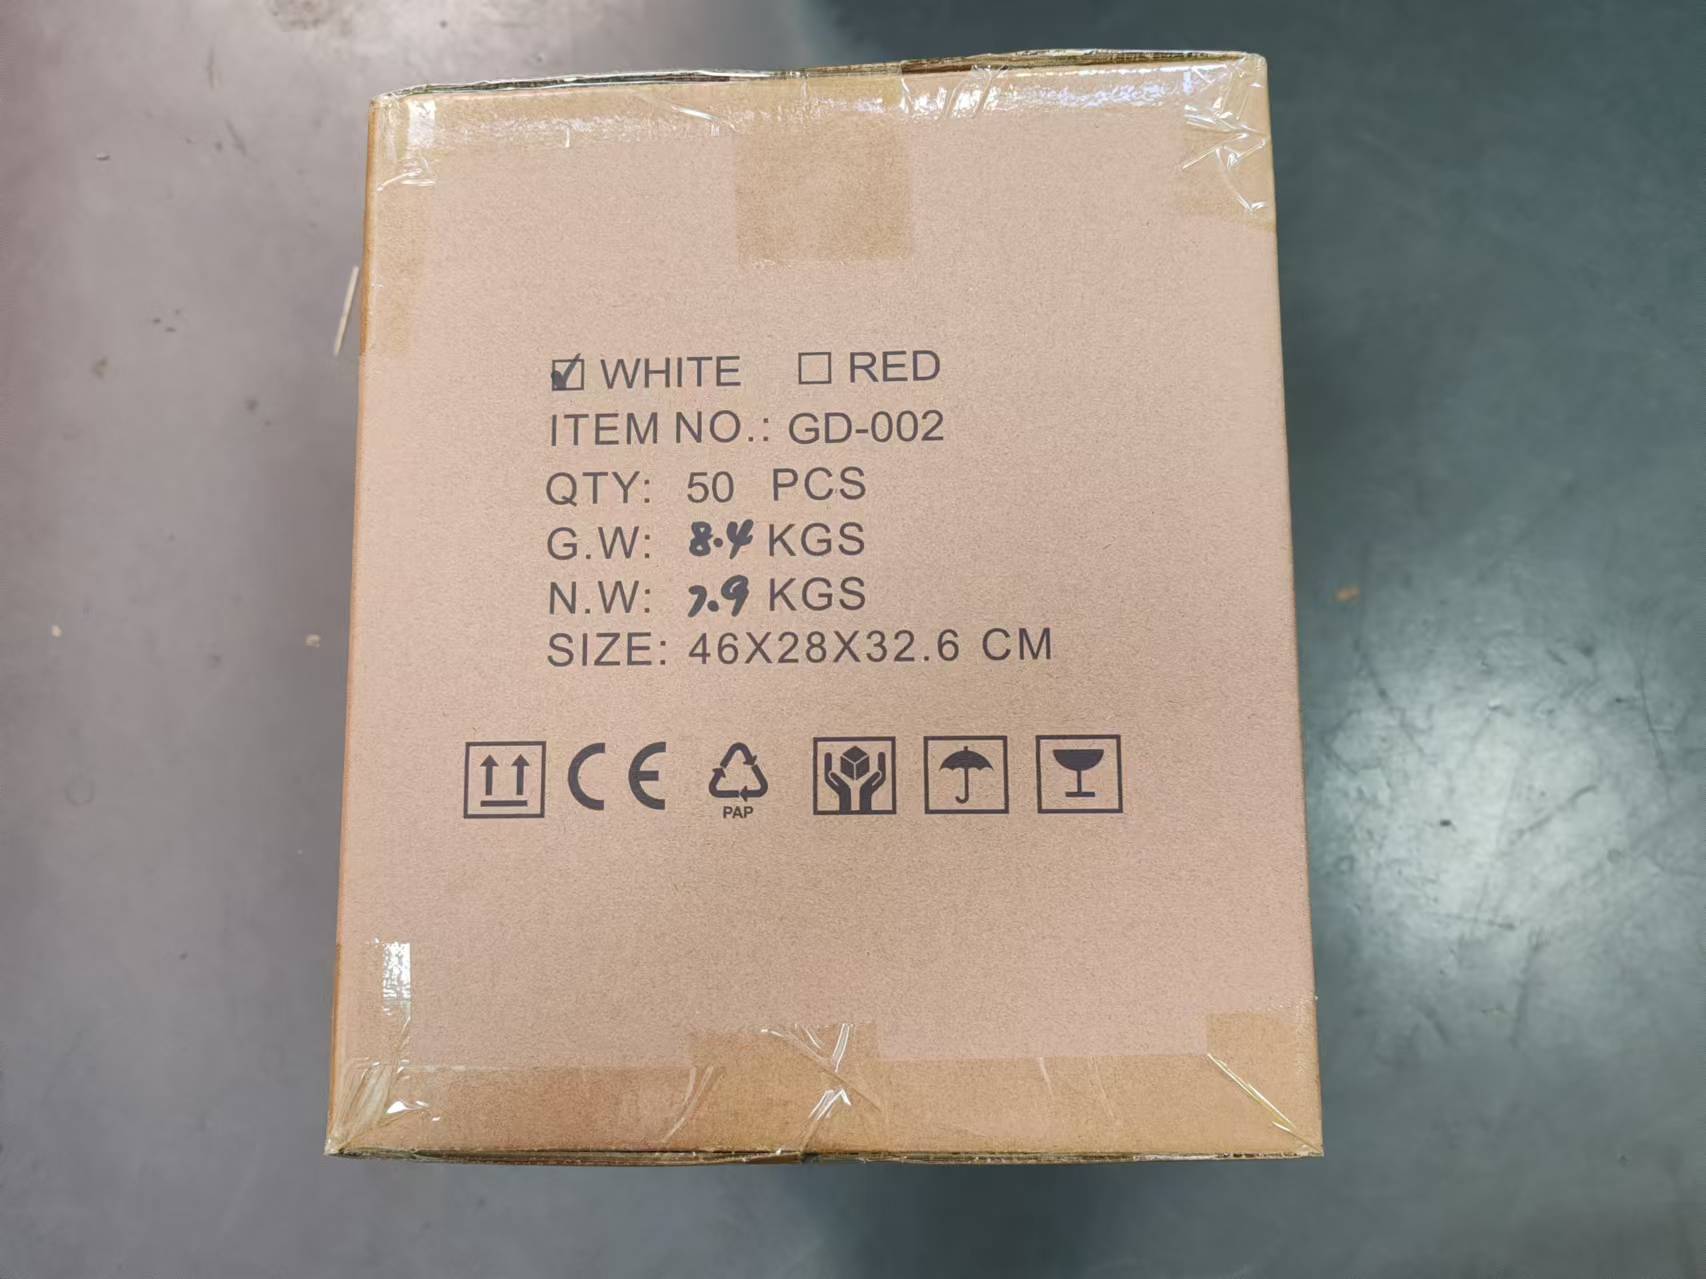 ☑ WHITE ☐ RED
ITEM NO.: GD-002
QTY: 50 PCS
G.W: 8.4 KGS
N.W: 7.9 KGS
SIZE: 46X28X32.6 CM
CE
PAP